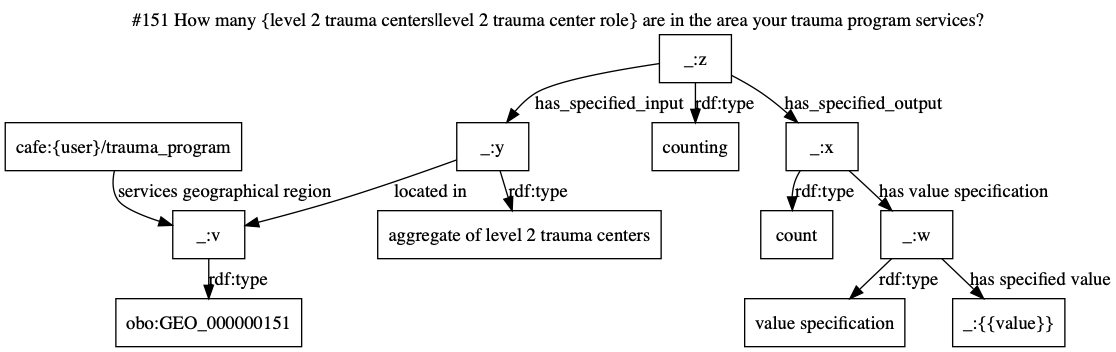 #151 How many {level 2 trauma centers|level 2 trauma center role} are in the area your trauma program services?
_:z
has_specified_input
rdf:type
has_specified_output
cafe:{user}/trauma_program
_:y
counting
_:x
services geographical region
located in
rdf:type
rdf:type
has value specification
_:v
aggregate of level 2 trauma centers
count
_:w
rdf:type
rdf:type
has specified value
obo:GEO_000000151
value specification
_:{{value}}